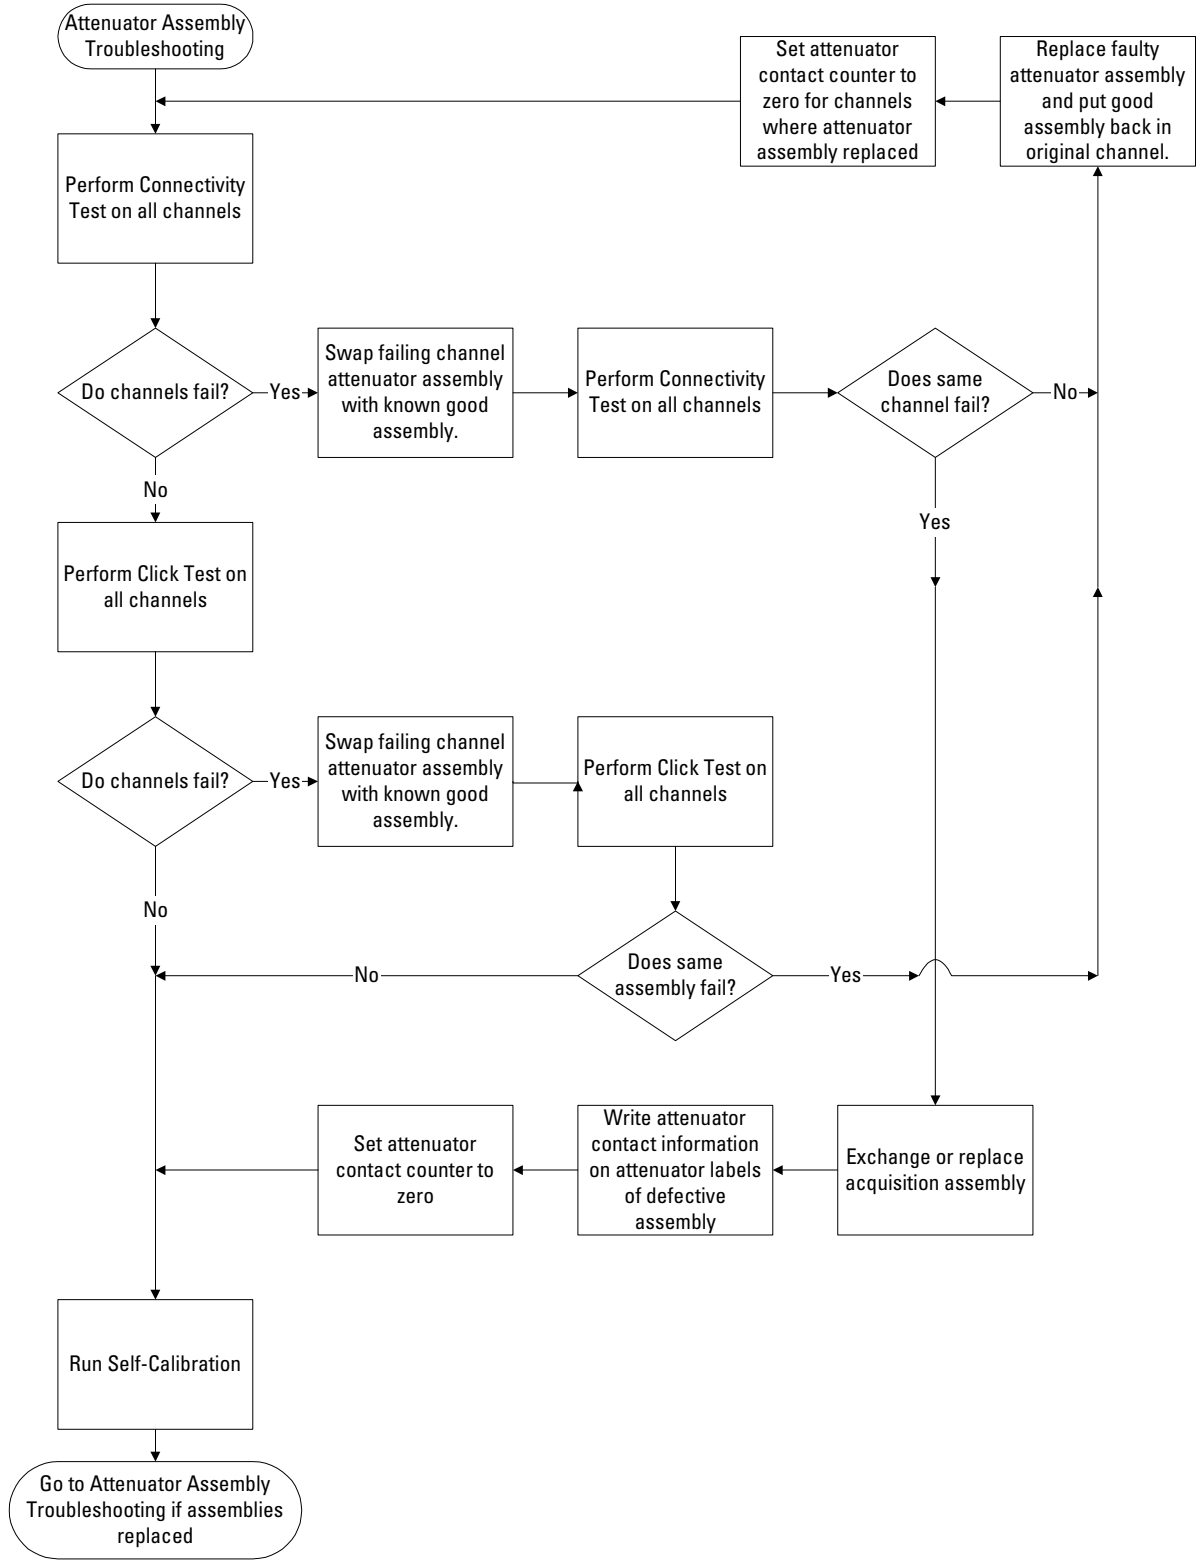 Attenuator Assembly
Troubleshooting
Set attenuator
contact counter to
zero for channels
where attenuator
assembly replaced
Replace faulty
attenuator assembly
and put good
assembly back in
original channel.
Perform Connectivity
Test on all channels
Do channels fail?
Yes
Swap failing channel
attenuator assembly
with known good
assembly.
Perform Connectivity
Test on all channels
Does same
channel fail?
No
No
Yes
Perform Click Test on
all channels
Do channels fail?
Yes
Swap failing channel
attenuator assembly
with known good
assembly.
Perform Click Test on
all channels
No
No
Does same
assembly fail?
Yes
Set attenuator
contact counter to
zero
Write attenuator
contact information
on attenuator labels
of defective
assembly
Exchange or replace
acquisition assembly
Run Self-Calibration
Go to Attenuator Assembly
Troubleshooting if assemblies
replaced